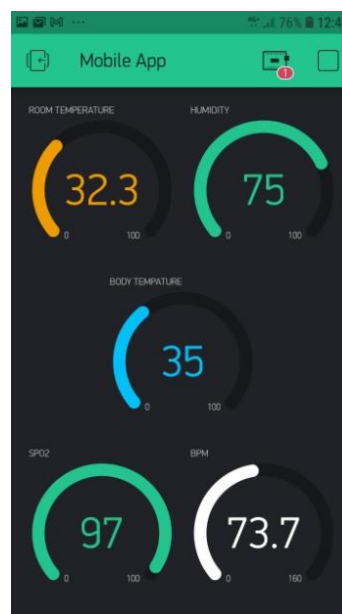 76% 12:4
Mobile App
1
ROOM TEMPERATURE
HUMIDITY
32.3
75
0 100
0 100
BODY TEMPATURE
35
0 100
SPO2
BPM
97
73.7
0 100
0 160